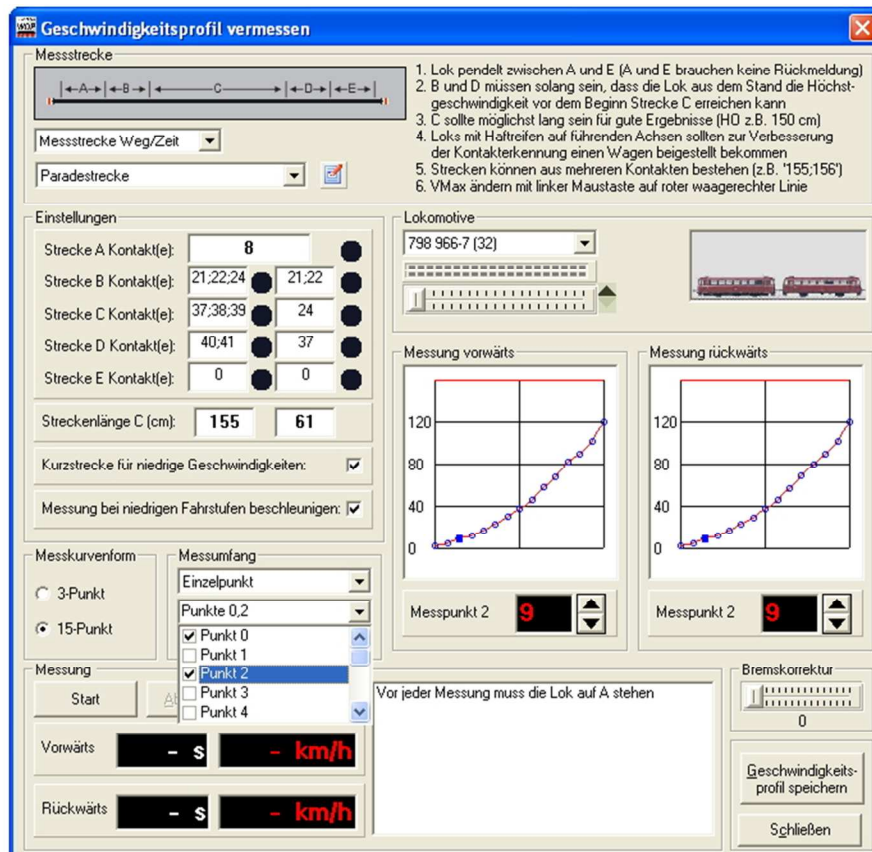 Geschwindigkeitsprofil vermessen
Messstrecke
A B C D E
1. Lok pendelt zwischen A und E (A und E brauchen keine Rückmeldung)
2. B und D müssen solang sein, dass die Lok aus dem Stand die Höchst-
geschwindigkeit vor dem Beginn Strecke C erreichen kann
3. C sollte möglichst lang sein für gute Ergebnisse (HO z.B. 150 cm)
4. Loks mit Haftreifen auf führenden Achsen sollten zur Verbesserung
der Kontakterkennung einen Wagen beigestellt bekommen
5. Strecken können aus mehreren Kontakten bestehen (z.B. '155;156')
6. VMax ändern mit linker Maustaste auf roter waagerechter Linie
Messstrecke Weg/Zeit
Paradestrecke
Einstellungen
Strecke A Kontakt(e): 8
Strecke B Kontakt(e): 21;22;24 21;22
Strecke C Kontakt(e): 37;38;39 24
Strecke D Kontakt(e): 40;41 37
Strecke E Kontakt(e): 0 0
Streckenlänge C (cm): 155 61
Kurzstrecke für niedrige Geschwindigkeiten:
Messung bei niedrigen Fahrstufen beschleunigen:
Lokomotive
798 966-7 (32)
Messung vorwärts
120
80
40
0
Messpunkt 2 9
Messung rückwärts
120
80
40
0
Messpunkt 2 9
Messkurvenform
3-Punkt
15-Punkt
Messumfang
Einzelpunkt
Punkte 0,2
Punkt 0
Punkt 1
Punkt 2
Punkt 3
Punkt 4
Messung
Start
Vorwärts - s - km/h
Rückwärts - s - km/h
Vor jeder Messung muss die Lok auf A stehen
Bremskorrektur
0
Geschwindigkeits-
profil speichern
Schließen